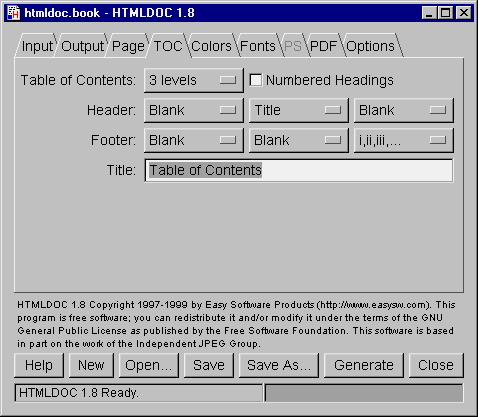 htmldoc.book - HTMLDOC 1.8
Input Output Page TOC Colors Fonts PS PDF Options
Table of Contents: 3 levels Numbered Headings
Header: Blank Title Blank
Footer: Blank Blank i,ii,iii,...
Title: Table of Contents
HTMLDOC 1.8 Copyright 1997-1999 by Easy Software Products (http://www.easysw.com). This
program is free software; you can redistribute it and/or modify it under the terms of the GNU
General Public License as published by the Free Software Foundation. This software is based
in part on the work of the Independent JPEG Group.
Help New Open... Save Save As... Generate Close
HTMLDOC 1.8 Ready.